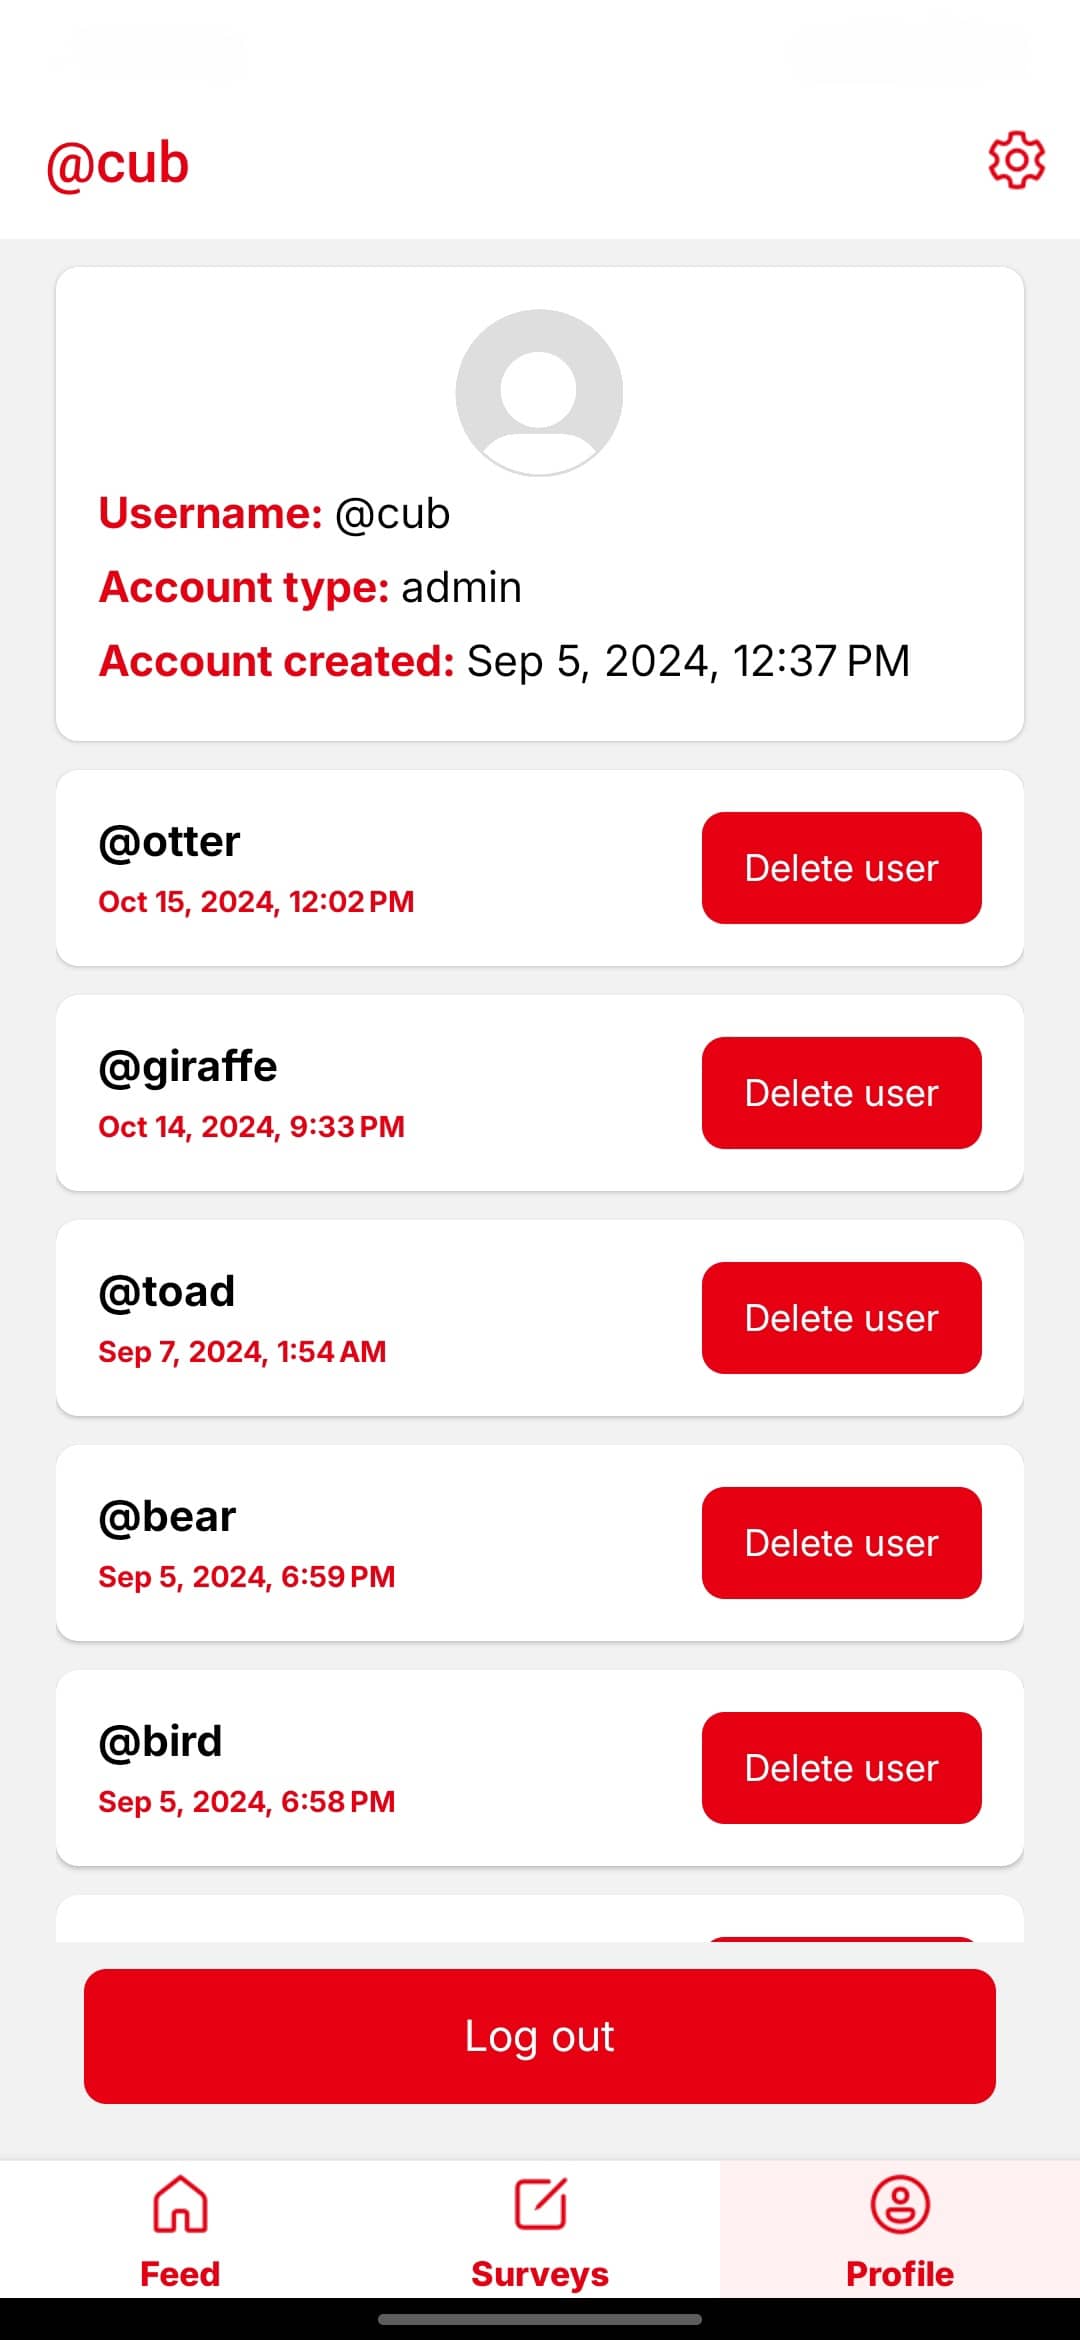 @cub
Username: @cub
Account type: admin
Account created: Sep 5, 2024, 12:37 PM
@otter
Delete user
Oct 15, 2024, 12:02 PM
@giraffe
Delete user
Oct 14, 2024, 9:33 PM
@toad
Delete user
Sep 7, 2024, 1:54 AM
@bear
Delete user
Sep 5, 2024, 6:59 PM
@bird
Delete user
Sep 5, 2024, 6:58 PM
Log out
Feed
Surveys
Profile